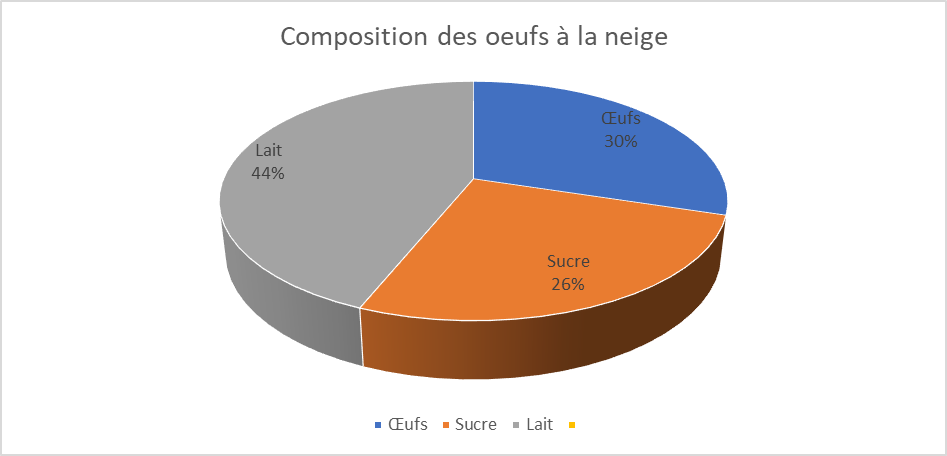 Composition des oeufs à la neige
Œufs
30%
Lait
44%
Sucre
26%
Œufs Sucre Lait